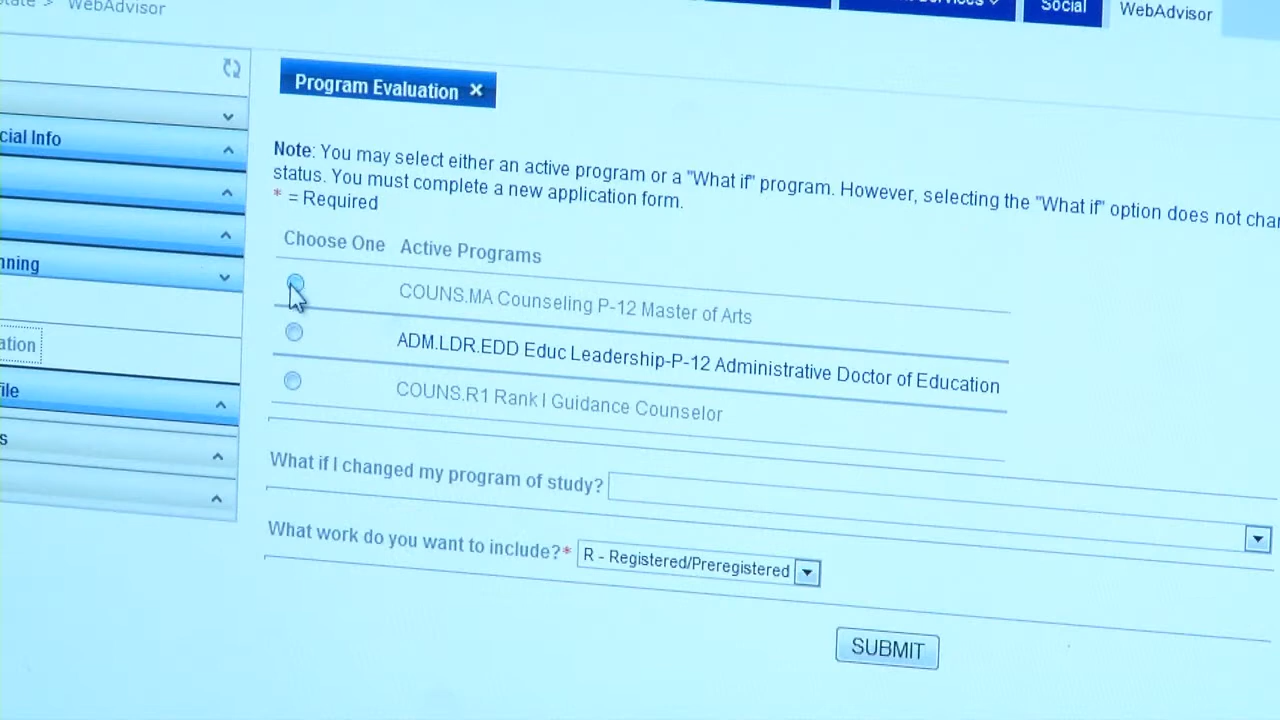 WebAdvisor
Social
WebAdvisor
Program Evaluation
cial Info
Note: You may select either an active program or a "What if" program. However, selecting the "What if" option does not chan
status. You must complete a new application form.
* = Required
Choose One Active Programs
nning
COUNS.MA Counseling P-12 Master of Arts
ation
ADM.LDR.EDD Educ Leadership-P-12 Administrative Doctor of Education
ile
COUNS.R1 Rank I Guidance Counselor
s
What if I changed my program of study?
What work do you want to include?* R - Registered/Preregistered
SUBMIT